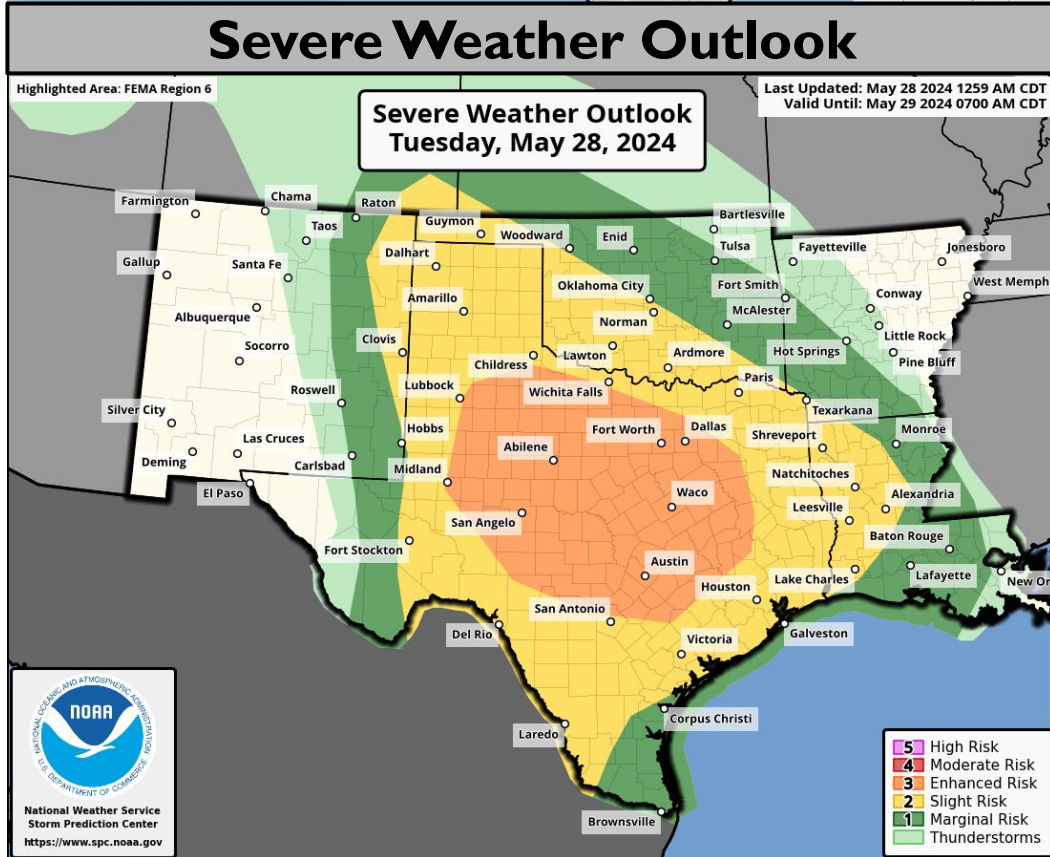 Severe Weather Outlook
Highlighted Area: FEMA Region 6
Last Updated: May 28 2024 1259 AM CDT
Valid Until: May 29 2024 0700 AM CDT
Severe Weather Outlook
Tuesday, May 28, 2024
Farmington
Chama
Raton
Taos
Guymon
Woodward
Enid
Bartlesville
Tulsa
Fayetteville
Jonesboro
Gallup
Santa Fe
Dalhart
Oklahoma City
Fort Smith
Conway
West Memph
Albuquerque
Amarillo
Norman
McAlester
Little Rock
Socorro
Clovis
Childress
Lawton
Ardmore
Hot Springs
Pine Bluff
Roswell
Lubbock
Wichita Falls
Paris
Texarkana
Silver City
Las Cruces
Hobbs
Abilene
Fort Worth
Dallas
Shreveport
Monroe
Deming
Carlsbad
Midland
Natchitoches
El Paso
Waco
Alexandria
San Angelo
Leesville
Fort Stockton
Baton Rouge
Austin
Houston
Lake Charles
Lafayette
New Or
San Antonio
Del Rio
Victoria
Galveston
Laredo
Corpus Christi
Brownsville
NATIONAL OCEANIC AND ATMOSPHERIC ADMINISTRATION
NOAA
U.S. DEPARTMENT OF COMMERCE
National Weather Service
Storm Prediction Center
https://www.spc.noaa.gov
5 High Risk
4 Moderate Risk
3 Enhanced Risk
2 Slight Risk
1 Marginal Risk
Thunderstorms